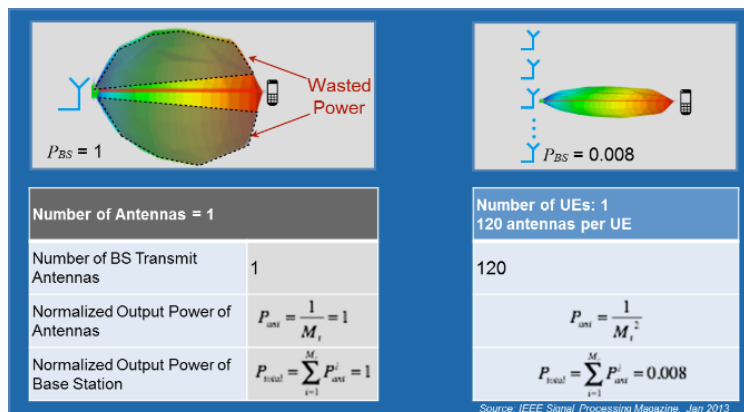 Wasted
Power
P_BS = 1
P_BS = 0.008
Number of Antennas = 1
Number of BS Transmit
Antennas
1
Normalized Output Power of
Antennas
P_ant = 1/M_t = 1
Normalized Output Power of
Base Station
P_total = ∑_{i=1}^{M_t} P_ant^i = 1
Number of UEs: 1
120 antennas per UE
120
P_ant = 1/M_t^2
P_total = ∑_{i=1}^{M_t} P_ant^i = 0.008
Source: IEEE Signal Processing Magazine, Jan 2013